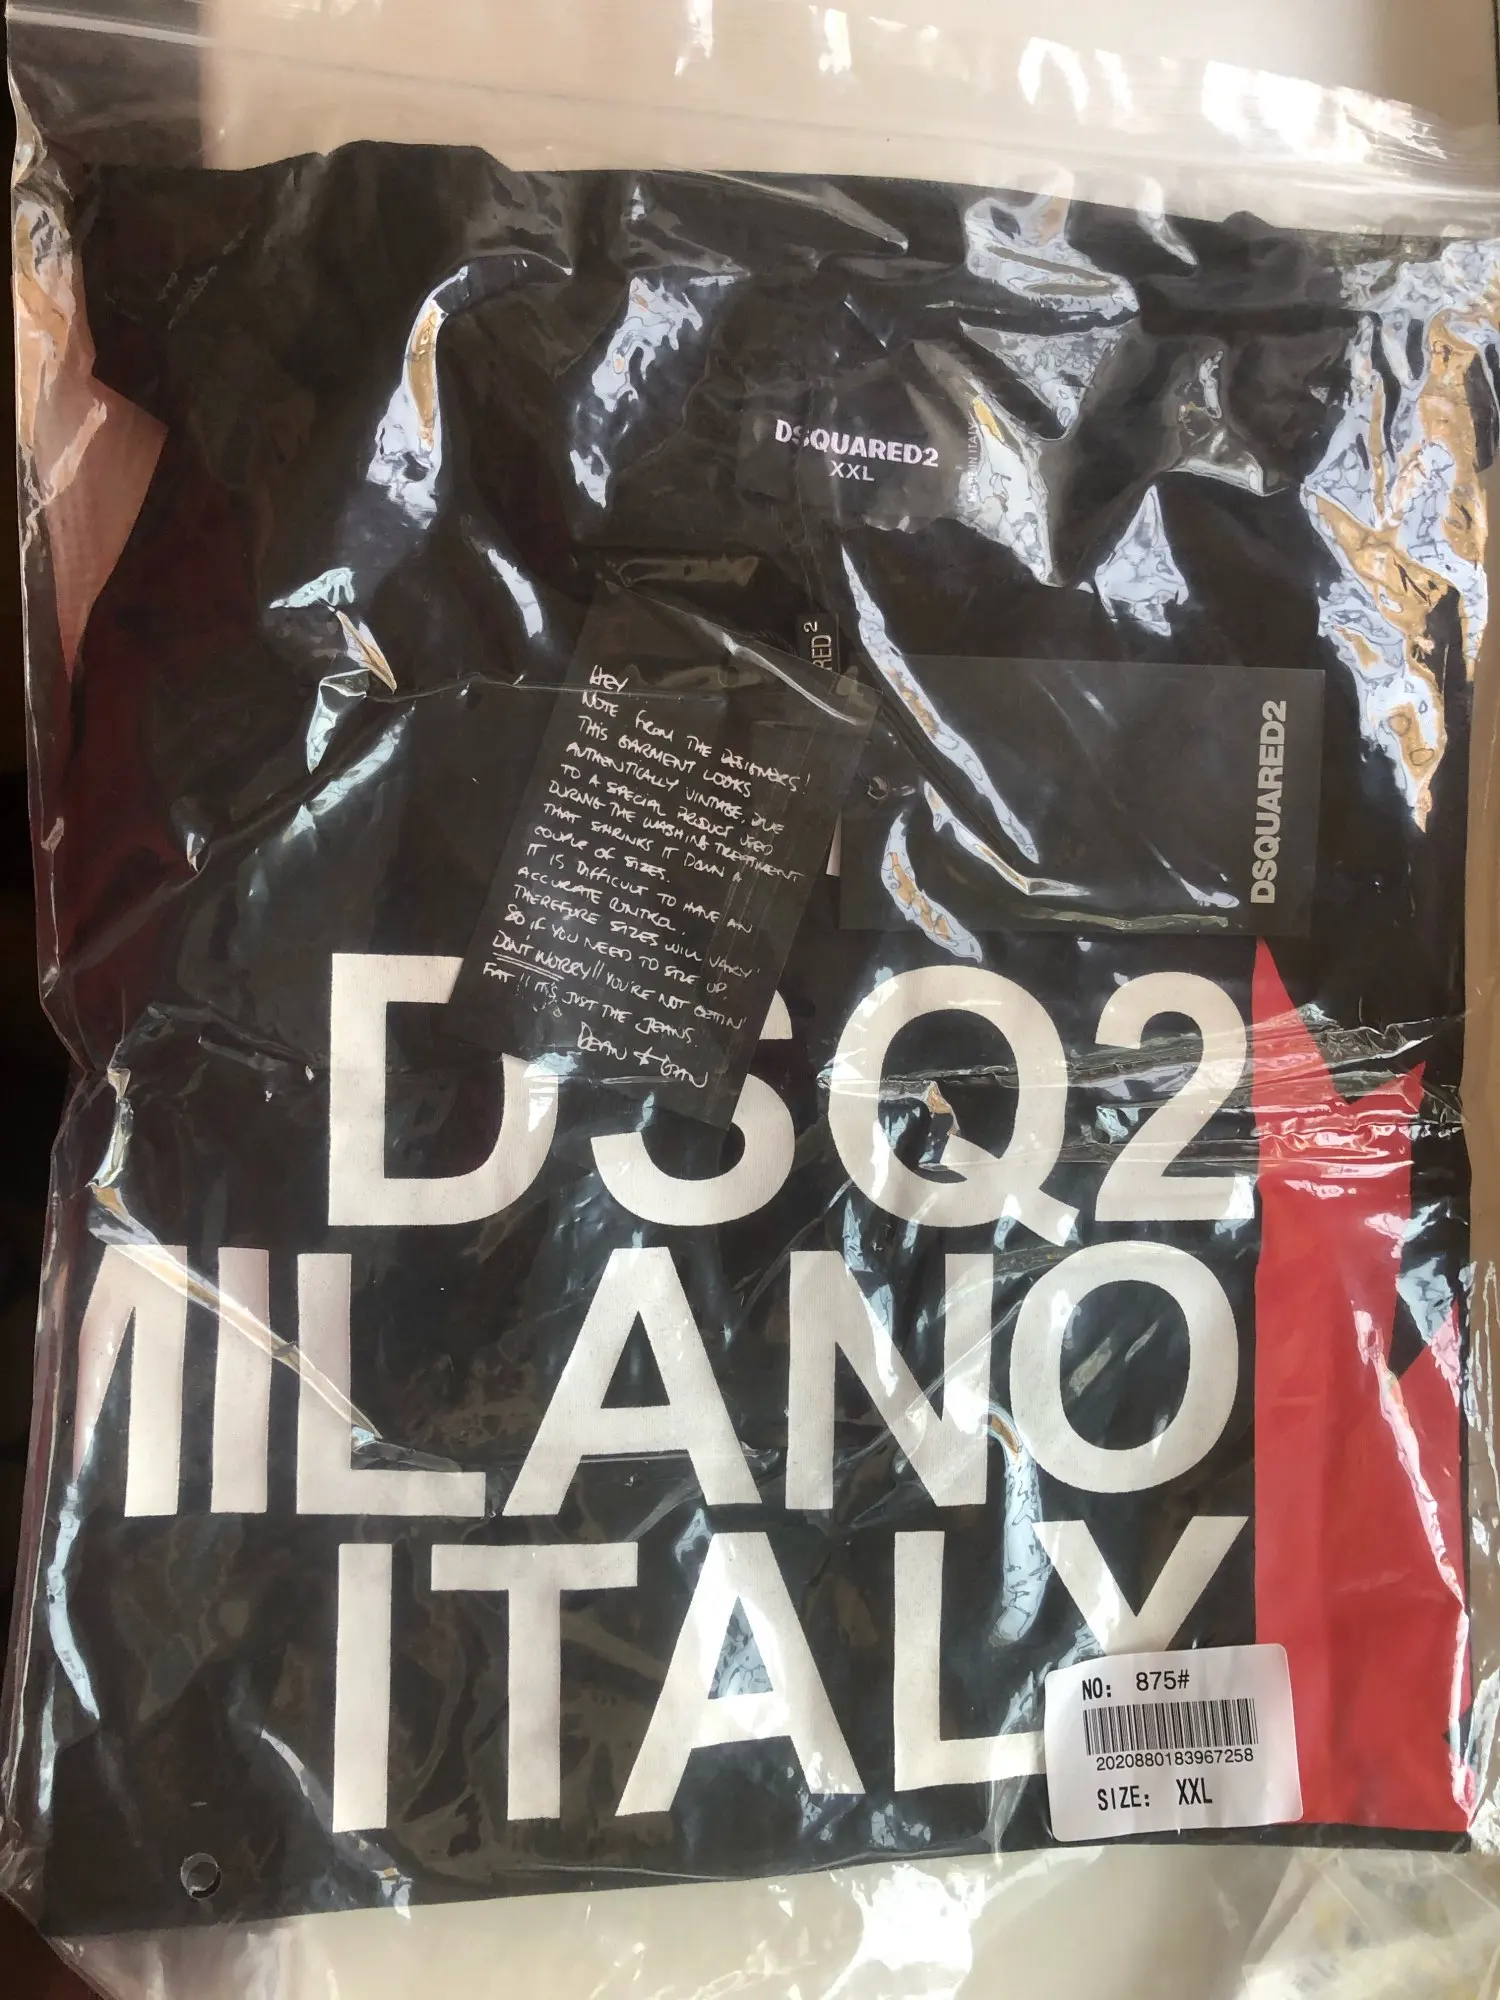 DSQUARED2
XXL
MADE IN ITALY
RED2
HEY
NOTE FROM THE DESIGNERS!
THIS GARMENT LOOKS
AUTHENTICALLY VINTAGE, DUE
TO A SPECIAL PRODUCT USED
DURING THE WASHING TREATMENT
THAT SHRINKS IT DOWN A
COUPLE OF SIZES.
IT IS DIFFICULT TO HAVE AN
ACCURATE CONTROL.
THEREFORE SIZES WILL VARY
SO IF YOU NEED TO SIZE UP.
DONT WORRY!! YOU'RE NOT GETTIN'
FAT!! IT'S JUST THE JEANS
DEAN & DAN
DSQUARED2
DSQ2
MILANO
ITALY
NO: 875#
2020880183967258
SIZE: XXL